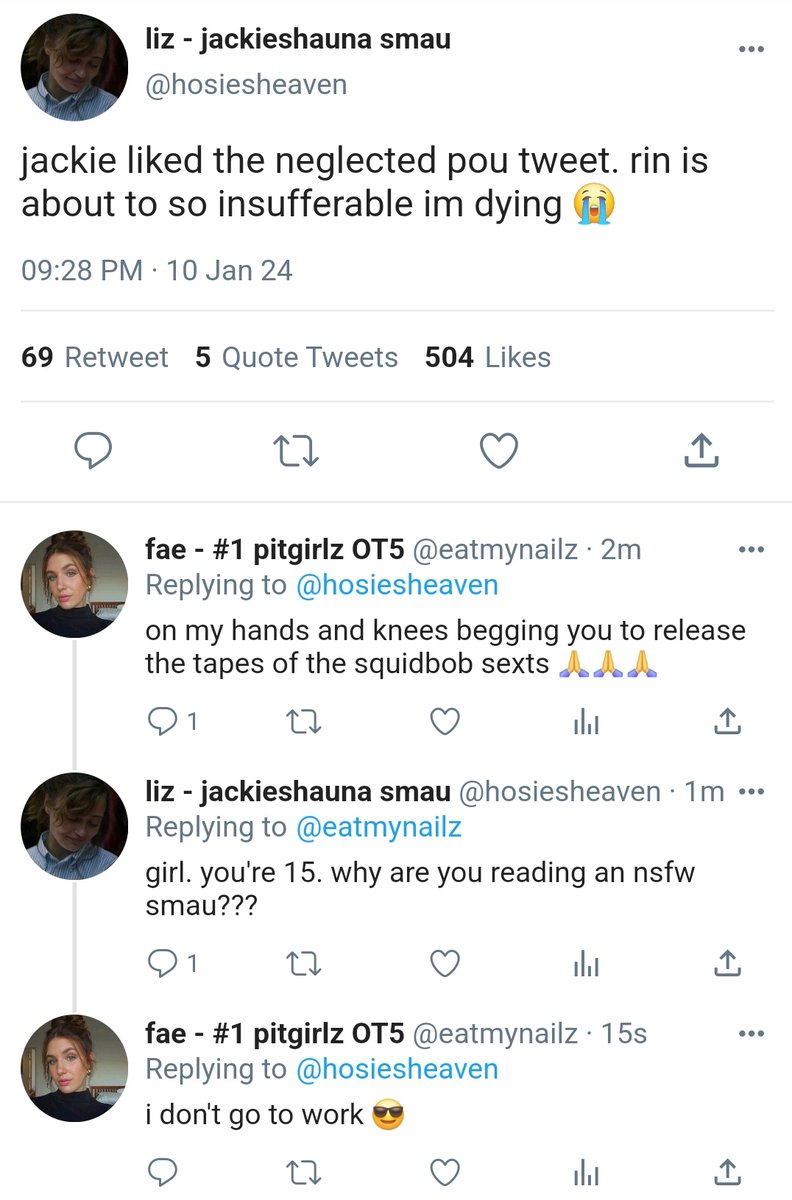 liz - jackieshauna smau
@hosiesheaven
jackie liked the neglected pou tweet. rin is
about to so insufferable im dying 😭
09:28 PM · 10 Jan 24
69 Retweet 5 Quote Tweets 504 Likes
fae - #1 pitgirlz OT5 @eatmynailz · 2m
Replying to @hosiesheaven
on my hands and knees begging you to release
the tapes of the squidbob sexts 🙏🙏🙏
1
liz - jackieshauna smau @hosiesheaven · 1m
Replying to @eatmynailz
girl. you're 15. why are you reading an nsfw
smau???
1
fae - #1 pitgirlz OT5 @eatmynailz · 15s
Replying to @hosiesheaven
i don't go to work 😎